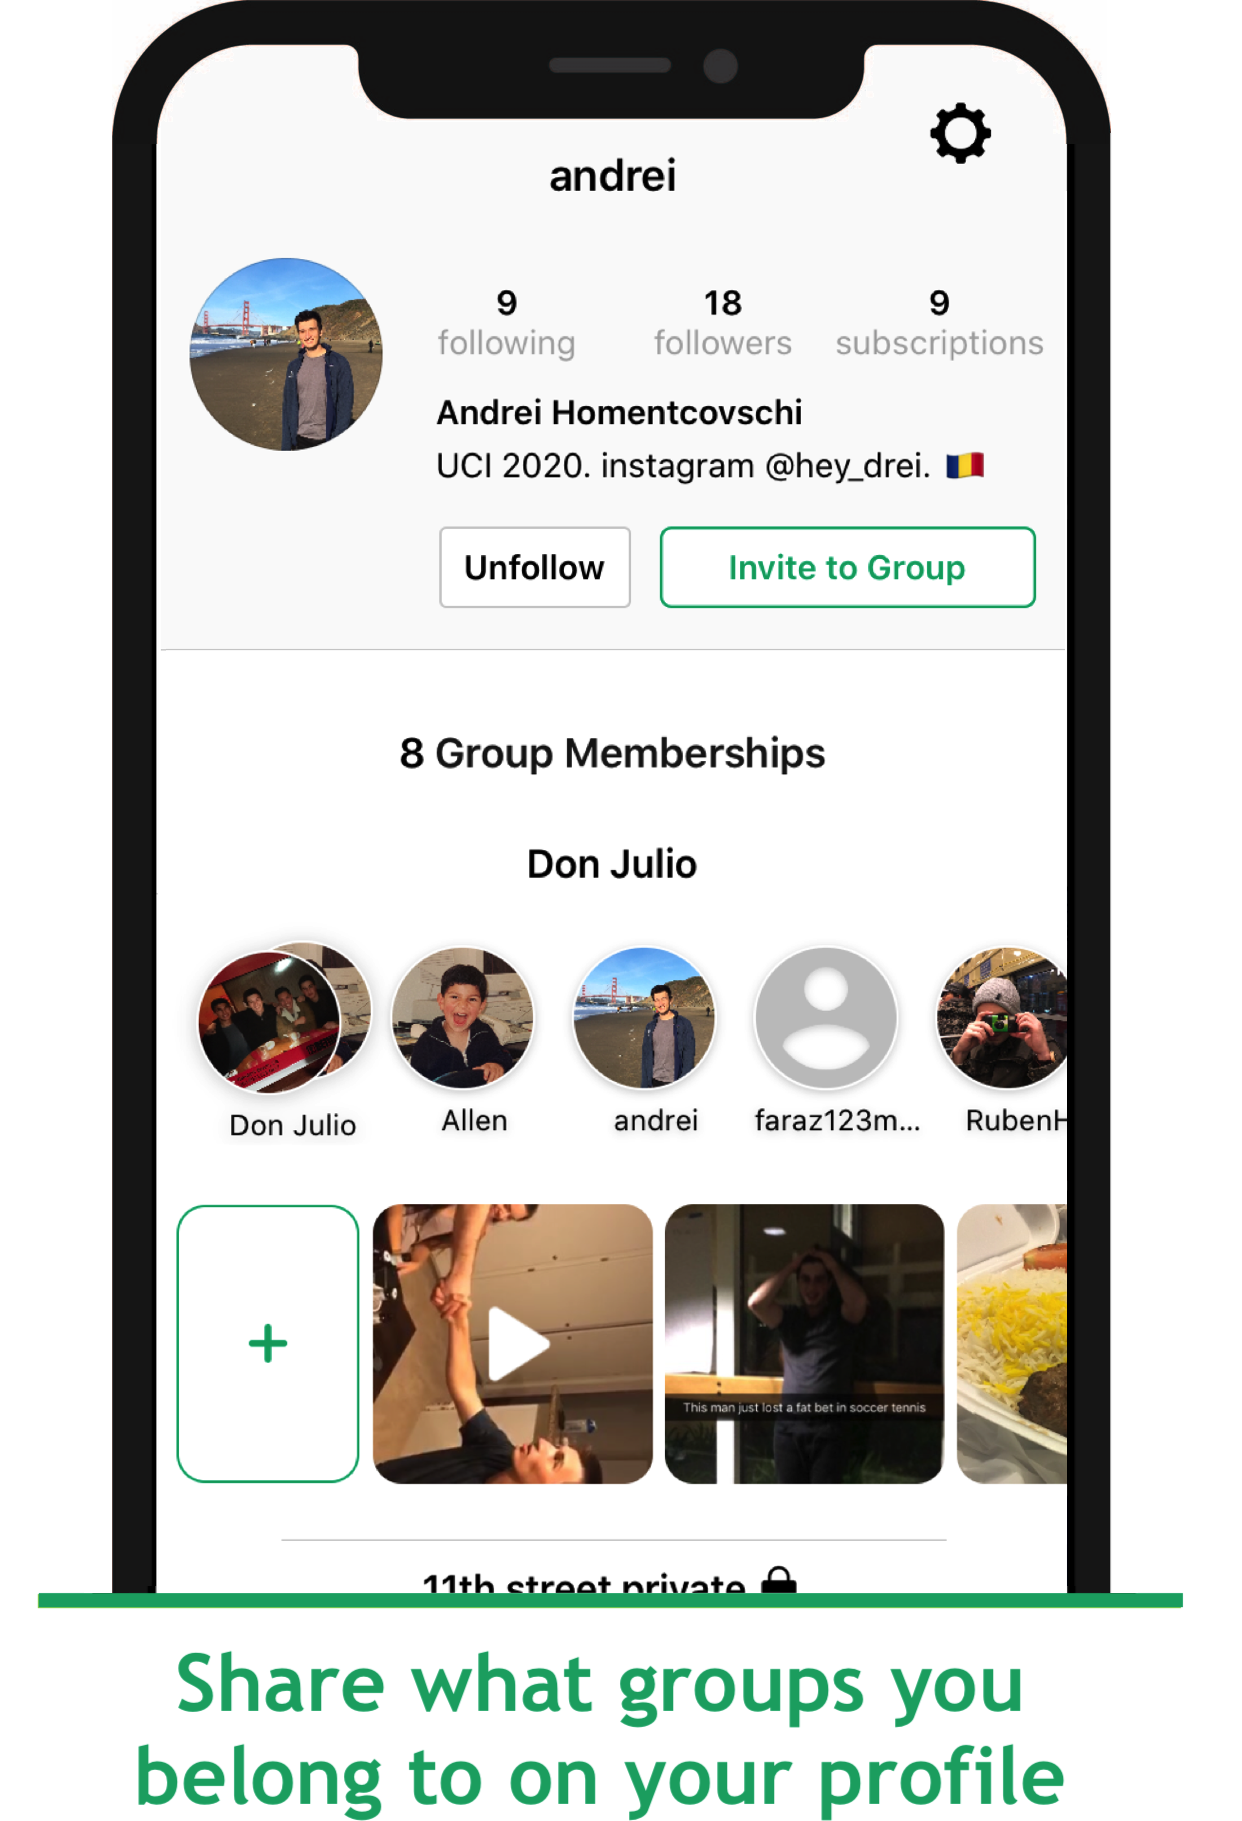 andrei
9 18 9
following followers subscriptions
Andrei Homentcovschi
UCI 2020. instagram @hey_drei. 🇷🇴
Unfollow Invite to Group
8 Group Memberships
Don Julio
Don Julio Allen andrei faraz123m... RubenH
+
This man just lost a fat bet in soccer tennis
11th street private
Share what groups you
belong to on your profile